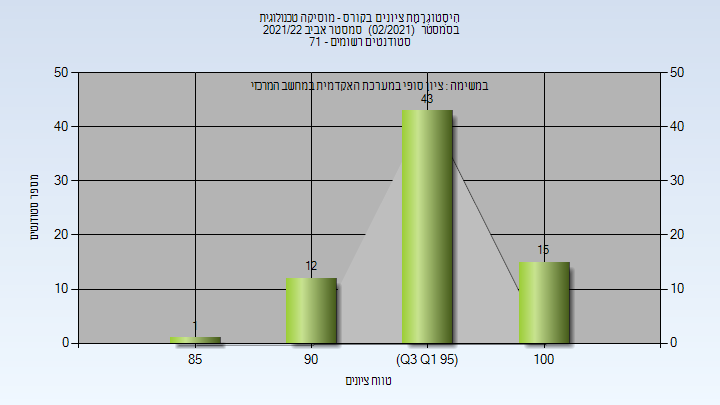 היסטוגרמת ציונים בקורס - מוסיקה טכנולוגית
בסמסטר (02/2021) סמסטר אביב 2021/22
סטודנטים רשומים - 71
במשימה : ציון סופי במערכת האקדמית במחשב המרכזי
מספר סטודנטים
50
40
30
20
10
0
50
40
30
20
10
0
1
12
43
15
85
90
(Q3 Q1 95)
100
טווח ציונים